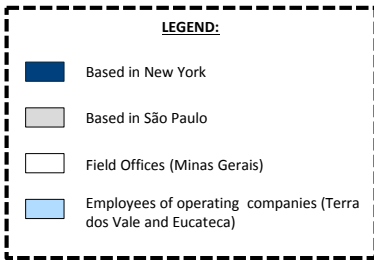 LEGEND:
Based in New York
Based in São Paulo
Field Offices (Minas Gerais)
Employees of operating companies (Terra
dos Vale and Eucateca)